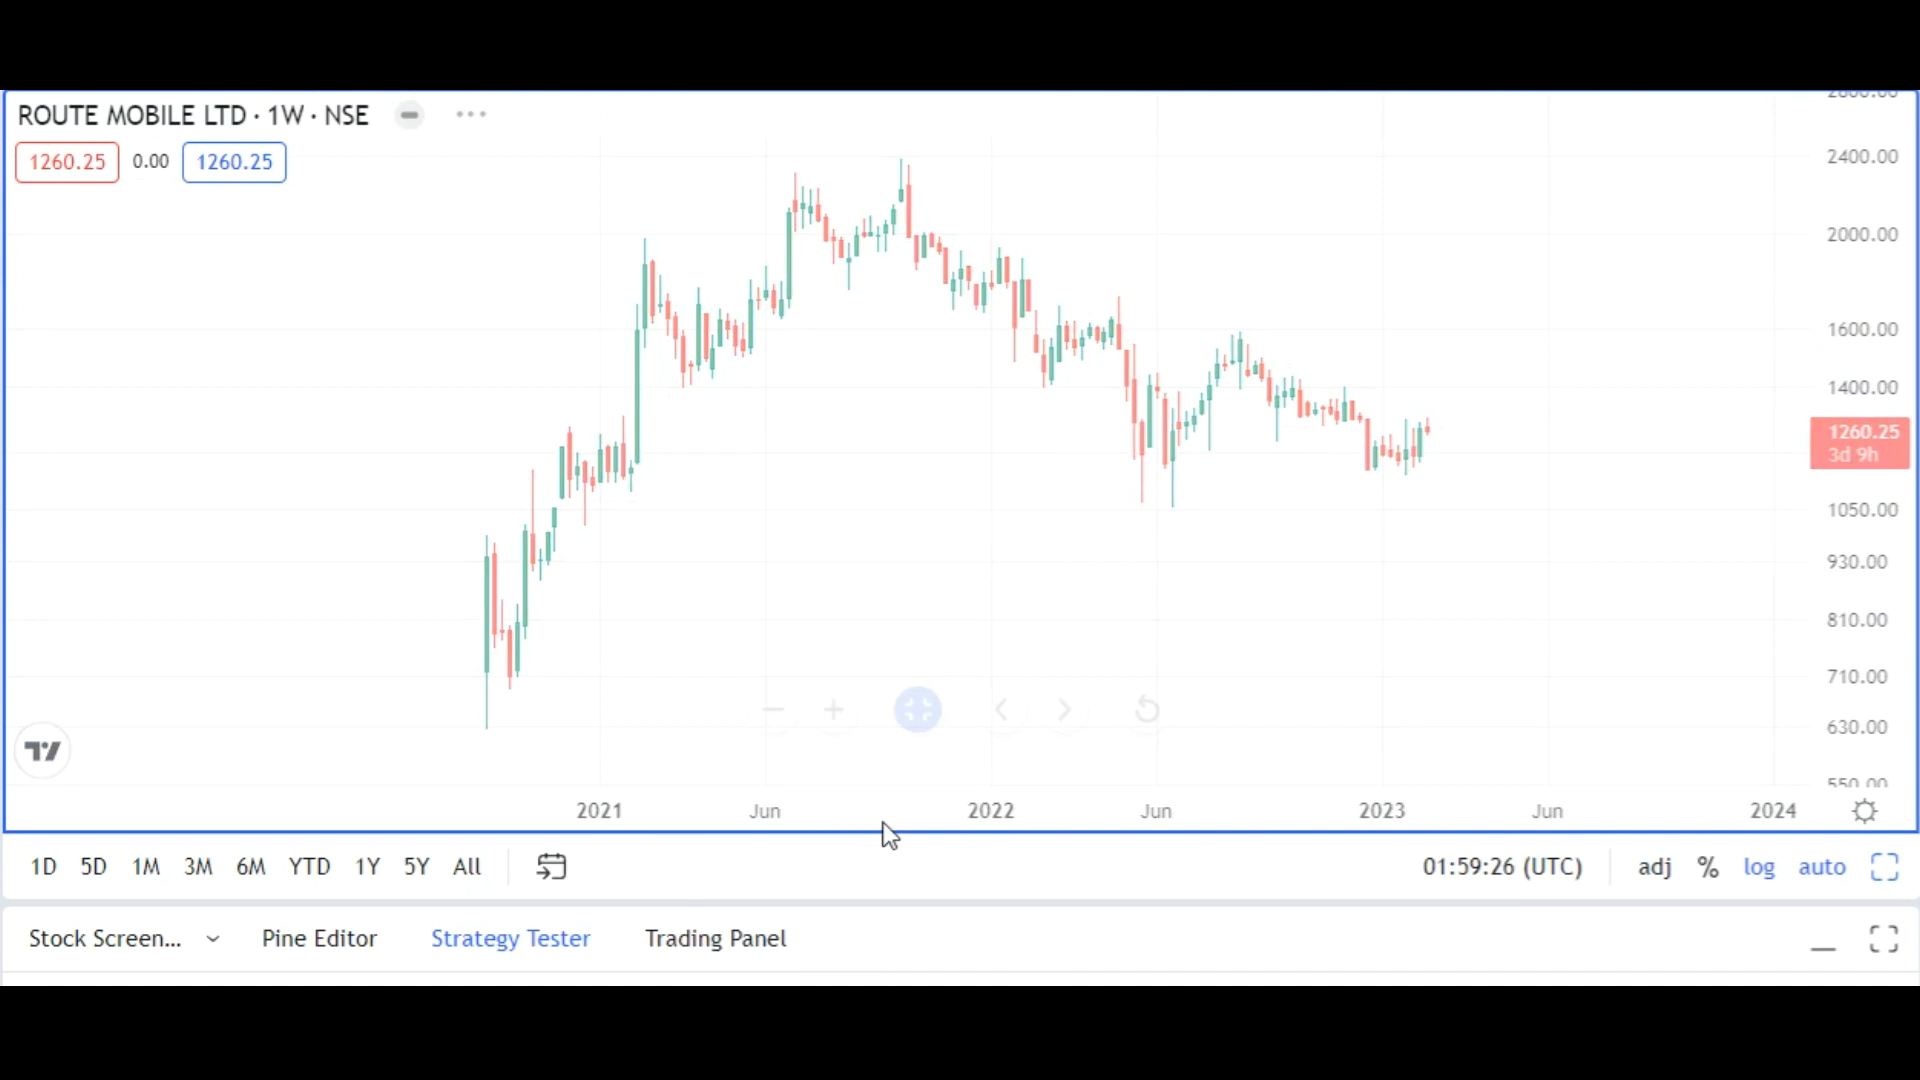 ROUTE MOBILE LTD · 1W · NSE
1260.25 0.00 1260.25
2400.00
2000.00
1600.00
1400.00
1260.25
3d 9h
1050.00
930.00
810.00
710.00
630.00
550.00
2021 Jun 2022 Jun 2023 Jun 2024
1D 5D 1M 3M 6M YTD 1Y 5Y All 01:59:26 (UTC) adj % log auto
Stock Screen... Pine Editor Strategy Tester Trading Panel